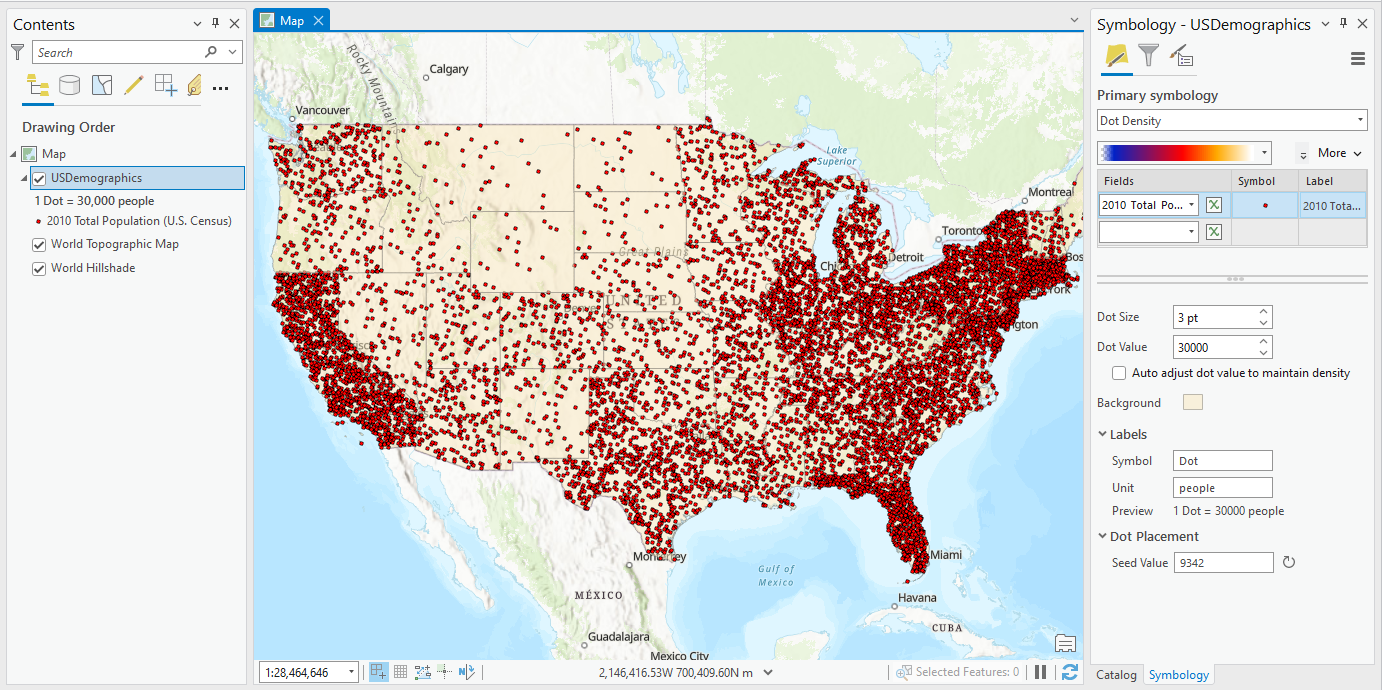 Contents
Search
Drawing Order
Map
USDemographics
1 Dot = 30,000 people
2010 Total Population (U.S. Census)
World Topographic Map
World Hillshade
Map
Rocky Mountains
Calgary
Vancouver
Lake
Superior
Montreal
Toronto
Great Plains
Detroit
Chi
Bos
York
UNITED
ngton
Miami
Monterrey
Gulf of
Mexico
MÉXICO
Havana
CUBA
Guadalajara
Mexico City
1:28,464,646
2,146,416.53W 700,409.60N m
Selected Features: 0
Symbology - USDemographics
Primary symbology
Dot Density
More
Fields Symbol Label
2010 Total Po... 2010 Tota...
Dot Size 3 pt
Dot Value 30000
Auto adjust dot value to maintain density
Background
Labels
Symbol Dot
Unit people
Preview 1 Dot = 30000 people
Dot Placement
Seed Value 9342
Catalog Symbology